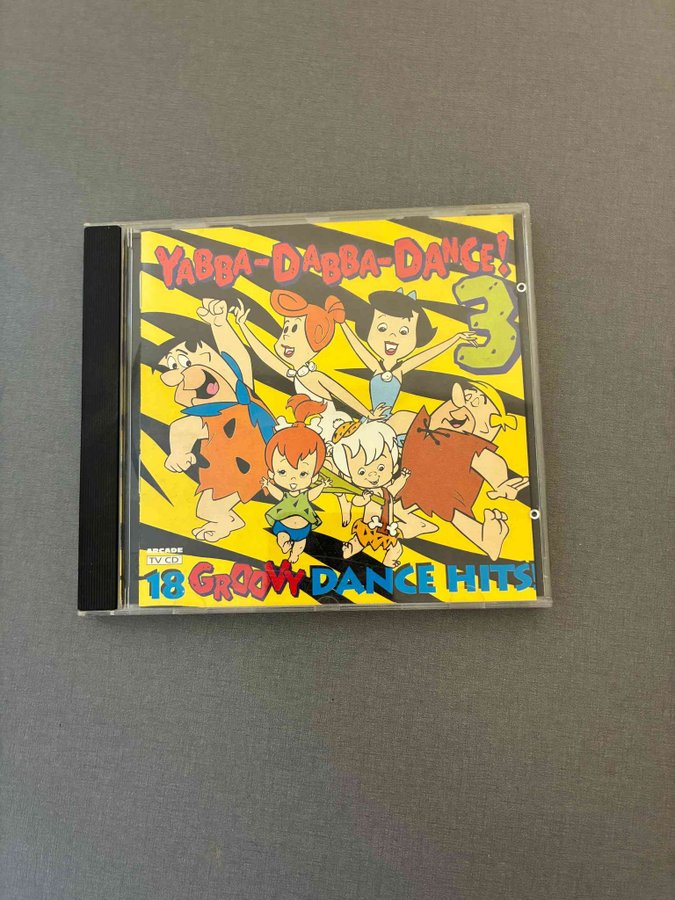 YABBA-DABBA-DANCE!
3
ARCADE
TV CD
18 GROOVY DANCE HITS!